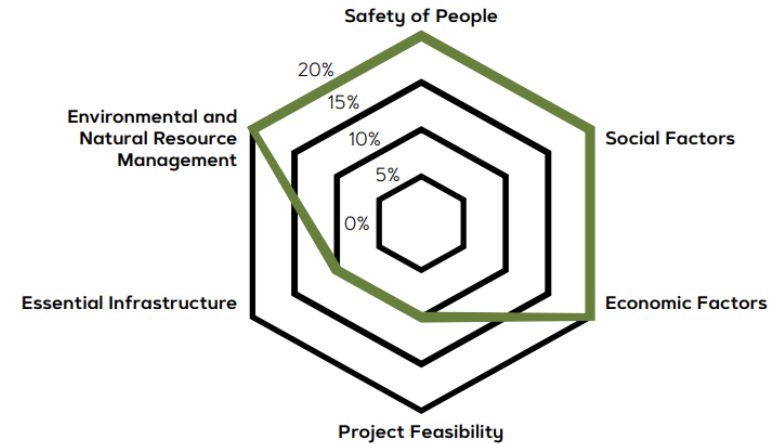 Safety of People
20%
Environmental and
Natural Resource
Management
15%
10%
Social Factors
5%
0%
Essential Infrastructure
Economic Factors
Project Feasibility